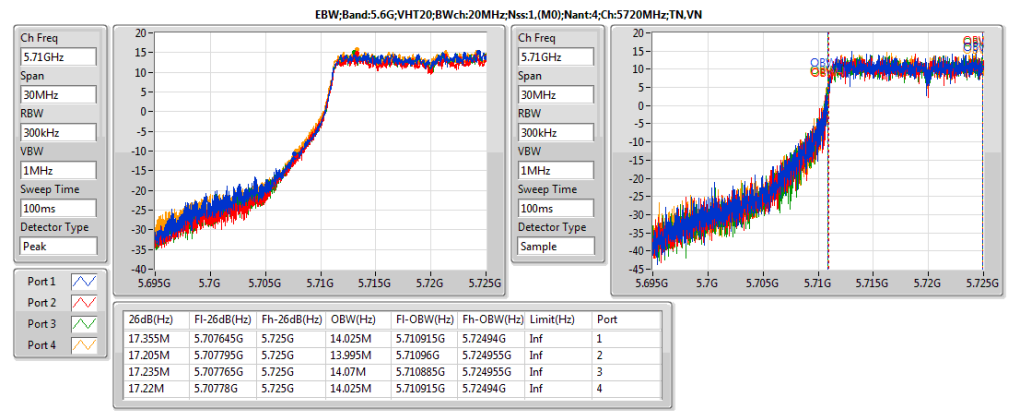 EBW;Band:5.6G;VHT20;BWch:20MHz;Nss:1,(M0);Nant:4;Ch:5720MHz;TN,VN
Ch Freq
5.71GHz
Span
30MHz
RBW
300kHz
VBW
1MHz
Sweep Time
100ms
Detector Type
Peak
20
15
10
5
0
-5
-10
-15
-20
-25
-30
-35
-40
5.695G 5.7G 5.705G 5.71G 5.715G 5.72G 5.725G
Ch Freq
5.71GHz
Span
30MHz
RBW
300kHz
VBW
1MHz
Sweep Time
100ms
Detector Type
Sample
20
15
10
5
0
-5
-10
-15
-20
-25
-30
-35
-40
-45
OBW
5.695G 5.7G 5.705G 5.71G 5.715G 5.72G 5.725G
Port 1
Port 2
Port 3
Port 4
26dB(Hz) Fl-26dB(Hz) Fh-26dB(Hz) OBW(Hz) Fl-OBW(Hz) Fh-OBW(Hz) Limit(Hz) Port
17.355M 5.707645G 5.725G 14.025M 5.710915G 5.72494G Inf 1
17.205M 5.707795G 5.725G 13.995M 5.71096G 5.724955G Inf 2
17.235M 5.707765G 5.725G 14.07M 5.710885G 5.724955G Inf 3
17.22M 5.70778G 5.725G 14.025M 5.710915G 5.72494G Inf 4